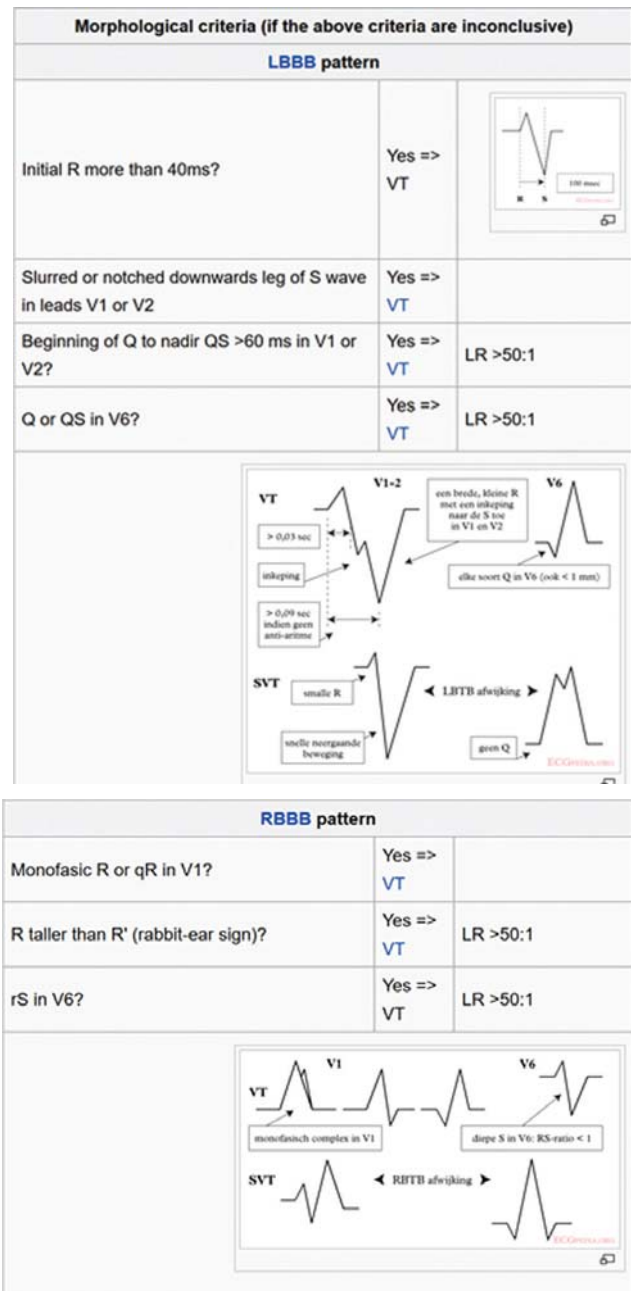 Morphological criteria (if the above criteria are inconclusive)
LBBB pattern
Initial R more than 40ms?
Yes =>
VT
100 msec
R S
Slurred or notched downwards leg of S wave
in leads V1 or V2
Yes =>
VT
Beginning of Q to nadir QS >60 ms in V1 or
V2?
Yes =>
VT
LR >50:1
Q or QS in V6?
Yes =>
VT
LR >50:1
VT
V1-2
V6
> 0,03 sec
inkeping
> 0,09 sec
indien geen
anti-aritme
een brede, kleine R
met een inkeping
naar de S toe
in V1 en V2
elke soort Q in V6 (ook < 1 mm)
SVT
smalle R
LBTB afwijking
snelle neergaande
beweging
geen Q
ECGpedia.org
RBBB pattern
Monofasic R or qR in V1?
Yes =>
VT
R taller than R' (rabbit-ear sign)?
Yes =>
VT
LR >50:1
rS in V6?
Yes =>
VT
LR >50:1
V1
V6
VT
monofasisch complex in V1
diepe S in V6: RS-ratio < 1
SVT
RBTB afwijking
ECGpedia.org